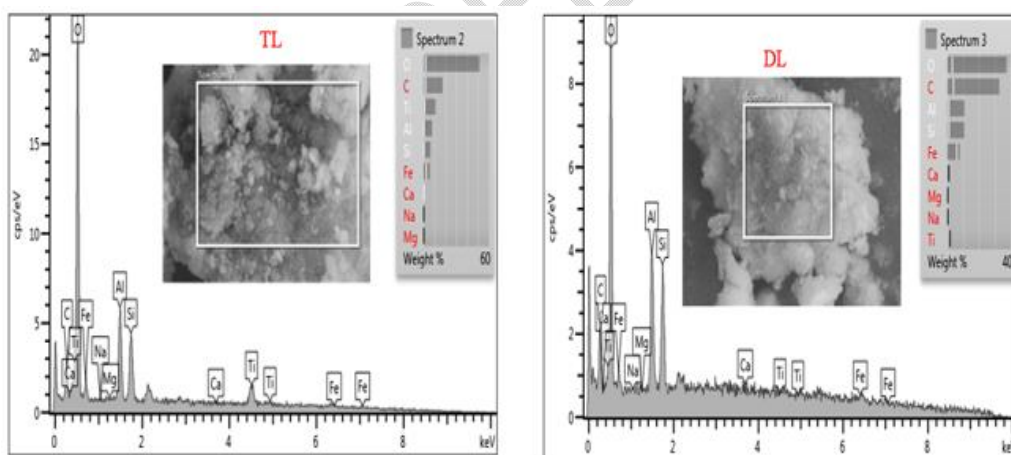 TL
Spectrum 2
O
C
Ti
Al
Si
Fe
Ca
Na
Mg
Weight % 60
cps/eV
20
15
10
5
0
O
C
Ca
Ti
Fe
Na
Mg
Al
Si
Ca
Ti
Ti
Fe
Fe
0 2 4 6 8 keV
DL
Spectrum 3
O
C
Al
Si
Fe
Ca
Mg
Na
Ti
Weight % 40
cps/eV
8
6
4
2
0
O
C
Ca
Ti
Fe
Na
Mg
Al
Si
Ca
Ti
Ti
Fe
Fe
0 2 4 6 8 keV